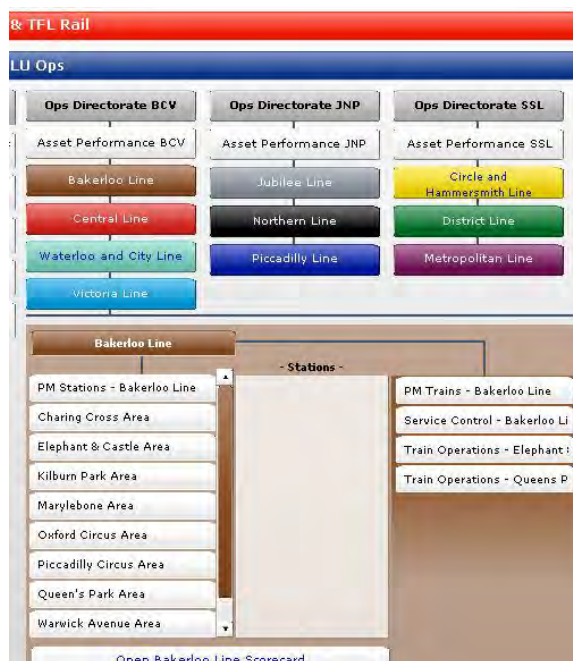 & TFL Rail
LU Ops
Ops Directorate BCV
Asset Performance BCV
Bakerloo Line
Central Line
Waterloo and City Line
Victoria Line
Ops Directorate JNP
Asset Performance JNP
Jubilee Line
Northern Line
Piccadilly Line
Ops Directorate SSL
Asset Performance SSL
Circle and
Hammersmith Line
District Line
Metropolitan Line
Bakerloo Line
PM Stations - Bakerloo Line
Charing Cross Area
Elephant & Castle Area
Kilburn Park Area
Marylebone Area
Oxford Circus Area
Piccadilly Circus Area
Queen's Park Area
Warwick Avenue Area
- Stations -
PM Trains - Bakerloo Line
Service Control - Bakerloo Li
Train Operations - Elephant
Train Operations - Queens P
Open Bakerloo Line Scorecard